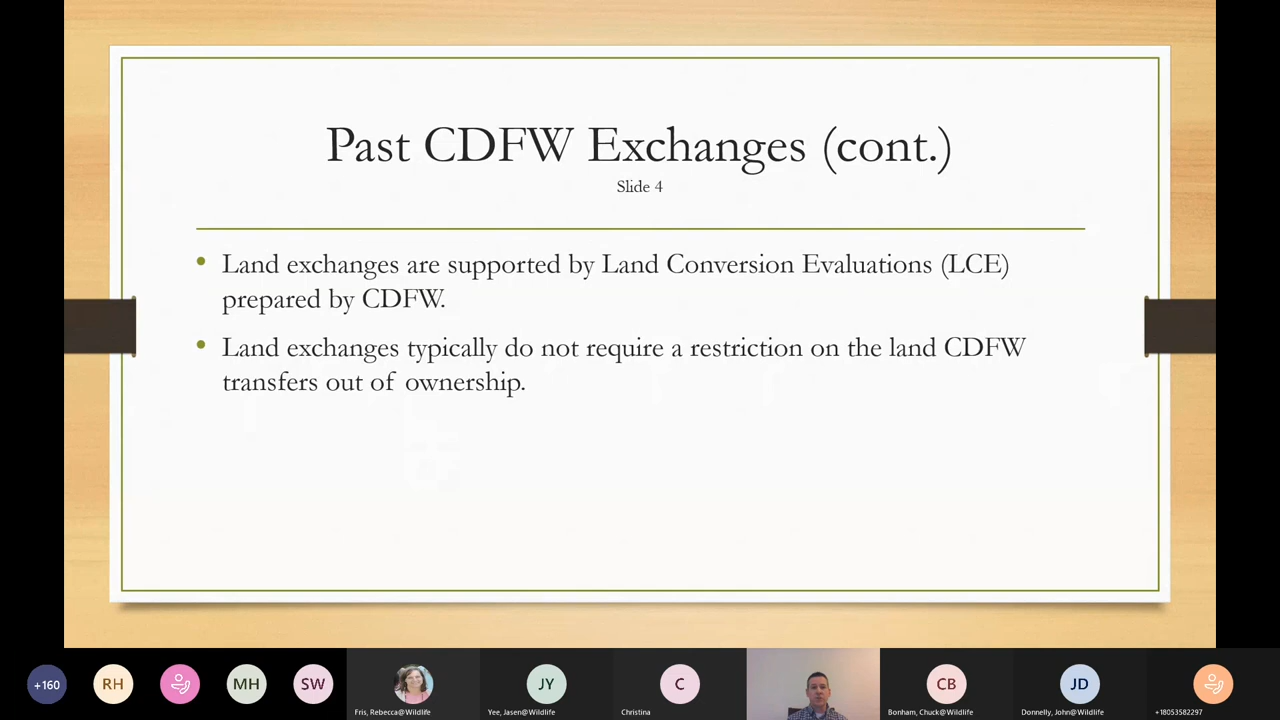 Past CDFW Exchanges (cont.)
Slide 4
Land exchanges are supported by Land Conversion Evaluations (LCE)
prepared by CDFW.
Land exchanges typically do not require a restriction on the land CDFW
transfers out of ownership.
+160
RH
MH
SW
JY
C
CB
JD
Fris, Rebecca@Wildlife
Yee, Jasen@Wildlife
Christina
Bonham, Chuck@Wildlife
Donnelly, John@Wildlife
+18053582297